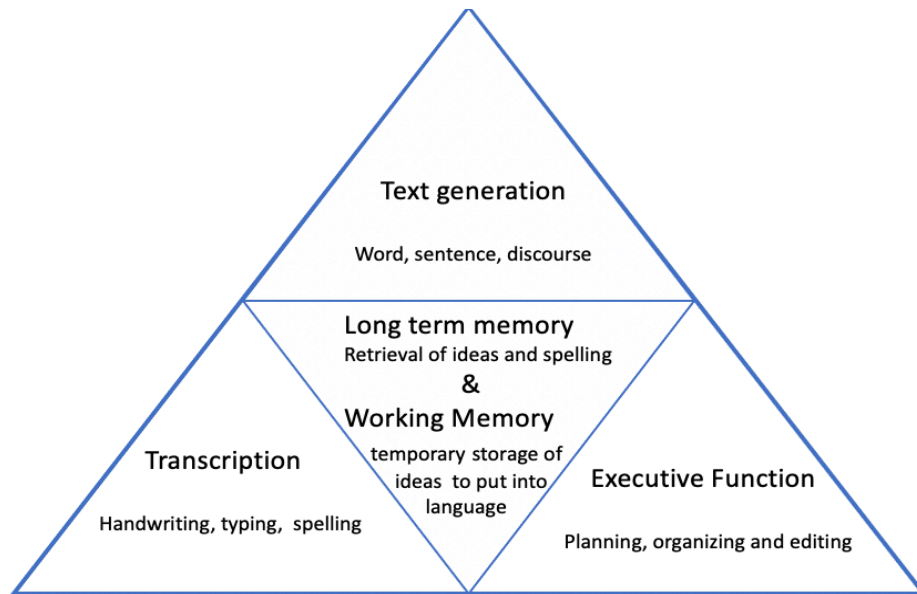 Text generation
Word, sentence, discourse
Long term memory
Retrieval of ideas and spelling
&
Working Memory
temporary storage of
ideas to put into
language
Transcription
Handwriting, typing, spelling
Executive Function
Planning, organizing and editing